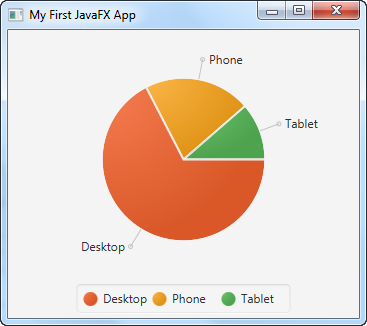 My First JavaFX App
Phone
Tablet
Desktop
Desktop Phone Tablet